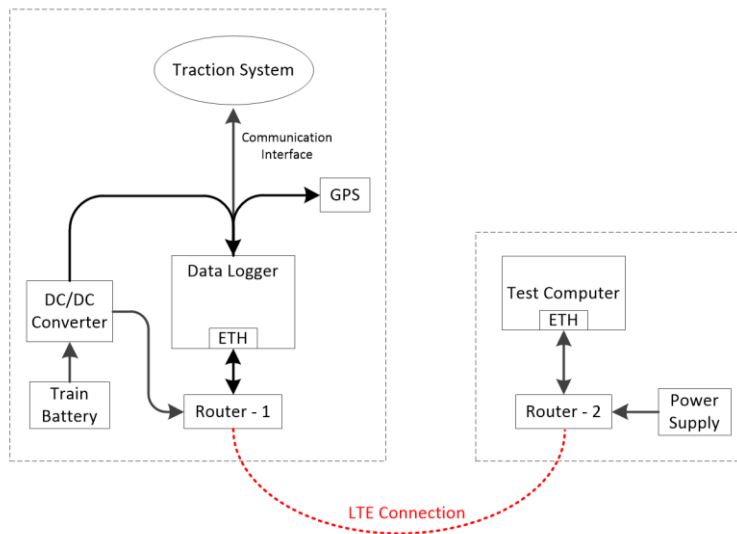 Traction System
Communication
Interface
GPS
Data Logger
ETH
DC/DC
Converter
Train
Battery
Router - 1
Test Computer
ETH
Router - 2
Power
Supply
LTE Connection